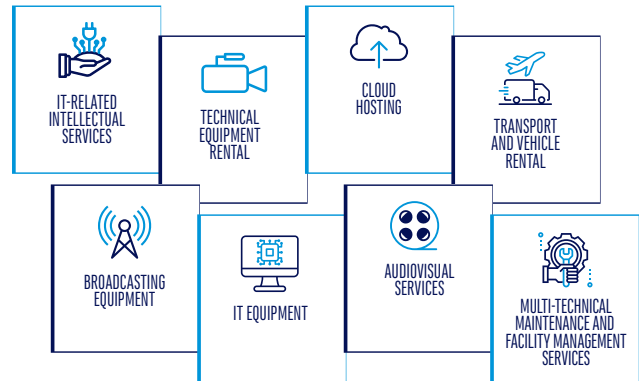 IT-RELATED
INTELLECTUAL
SERVICES
TECHNICAL
EQUIPMENT
RENTAL
CLOUD
HOSTING
TRANSPORT
AND VEHICLE
RENTAL
BROADCASTING
EQUIPMENT
IT EQUIPMENT
AUDIOVISUAL
SERVICES
MULTI-TECHNICAL
MAINTENANCE AND
FACILITY MANAGEMENT
SERVICES